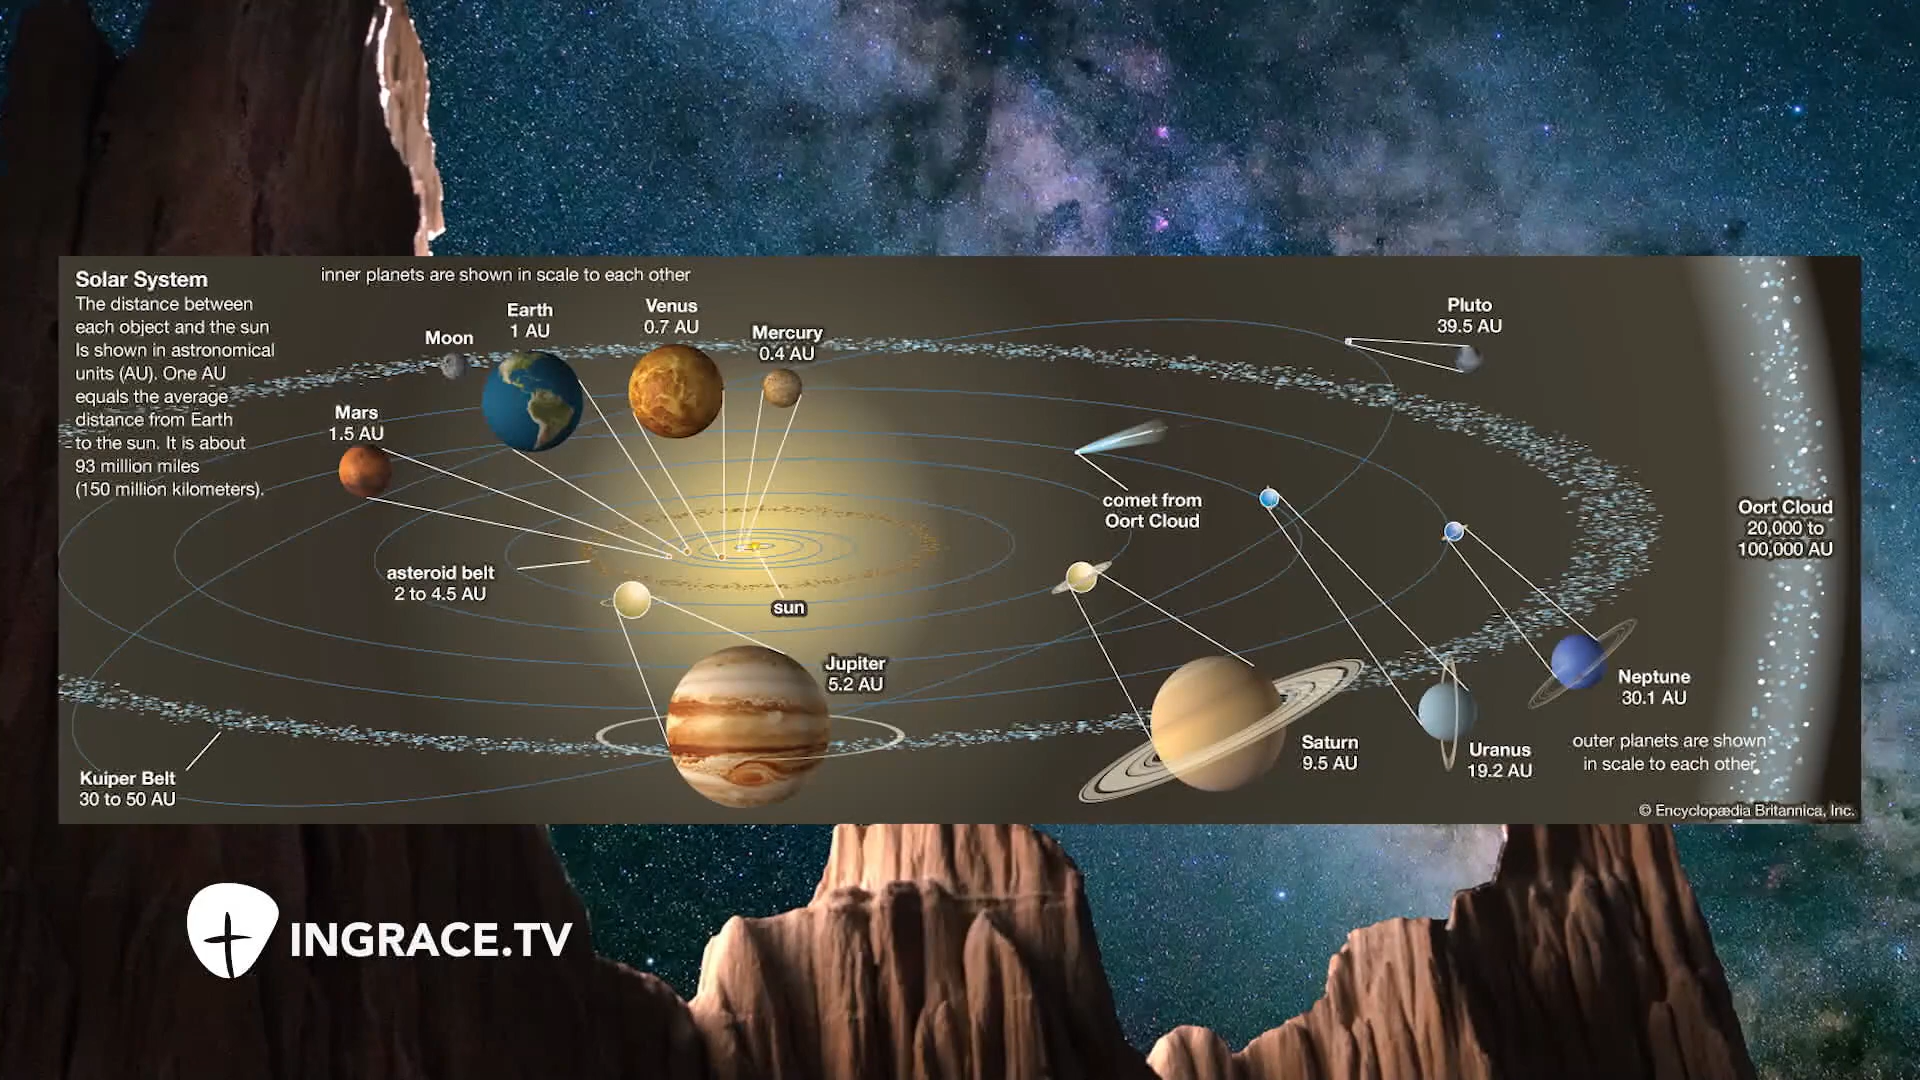 Solar System
The distance between
each object and the sun
Is shown in astronomical
units (AU). One AU
equals the average
distance from Earth
to the sun. It is about
93 million miles
(150 million kilometers).
inner planets are shown in scale to each other
Moon
Earth
1 AU
Venus
0.7 AU
Mercury
0.4 AU
Pluto
39.5 AU
Mars
1.5 AU
comet from
Oort Cloud
Oort Cloud
20,000 to
100,000 AU
asteroid belt
2 to 4.5 AU
sun
Jupiter
5.2 AU
Saturn
9.5 AU
Uranus
19.2 AU
Neptune
30.1 AU
outer planets are shown
in scale to each other
Kuiper Belt
30 to 50 AU
© Encyclopædia Britannica, Inc.
INGRACE.TV